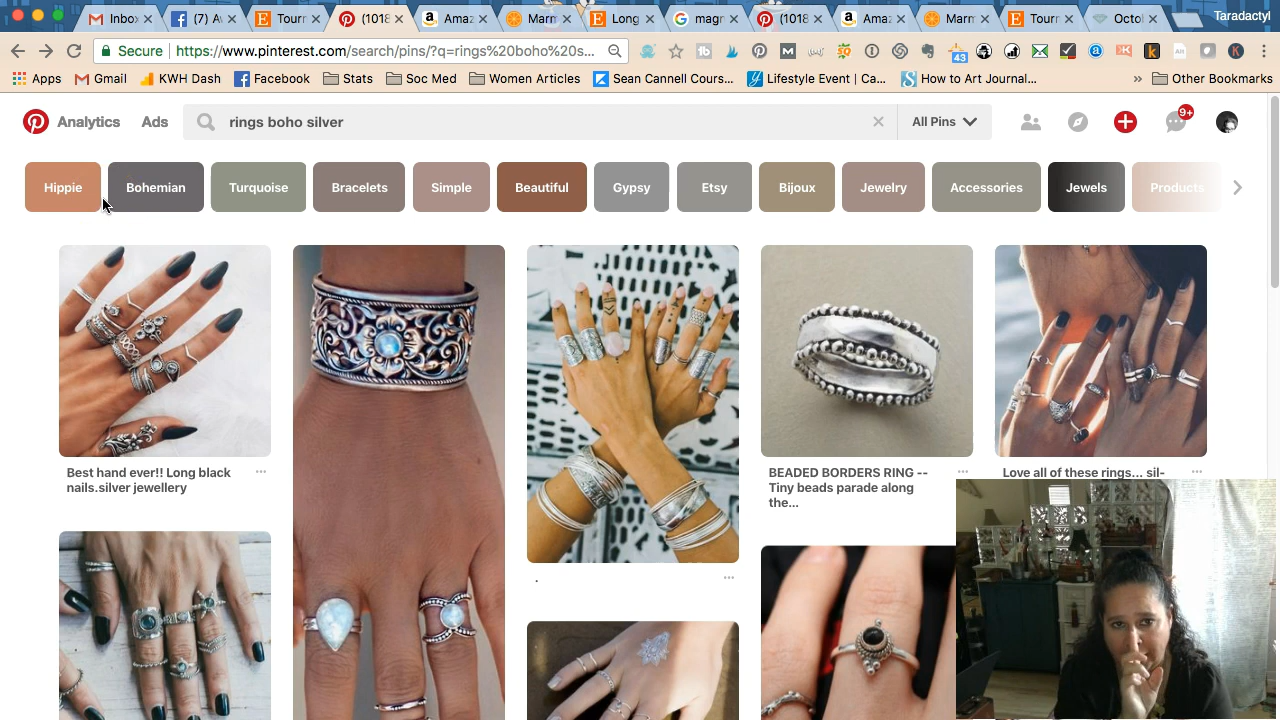 Inbox
(7) A
Tourm
(1018
Amaz
Marm
Long
magr
(1018
Amaz
Marm
Tourm
Octo
Taradactyl
Secure
https://www.pinterest.com/search/pins/?q=rings%20boho%20s...
43
Apps
Gmail
KWH Dash
Facebook
Stats
Soc Med
Women Articles
Sean Cannell Cours...
Lifestyle Event | Ca...
How to Art Journal...
»
Other Bookmarks
Analytics
Ads
rings boho silver
All Pins
9+
Hippie
Bohemian
Turquoise
Bracelets
Simple
Beautiful
Gypsy
Etsy
Bijoux
Jewelry
Accessories
Jewels
Products
Best hand ever!! Long black
nails.silver jewellery
.
BEADED BORDERS RING --
Tiny beads parade along
the...
Love all of these rings... sil-